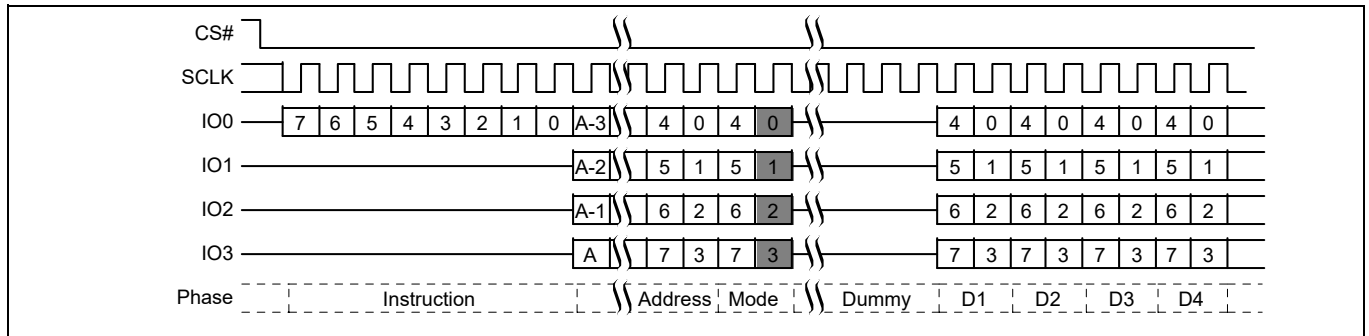 CS#
SCLK
IO0 7 6 5 4 3 2 1 0 A-3 4 0 4 0 4 0 4 0 4 0 4 0
IO1 A-2 5 1 5 1 5 1 5 1 5 1 5 1
IO2 A-1 6 2 6 2 6 2 6 2 6 2 6 2
IO3 A 7 3 7 3 7 3 7 3 7 3 7 3
Phase Instruction Address Mode Dummy D1 D2 D3 D4